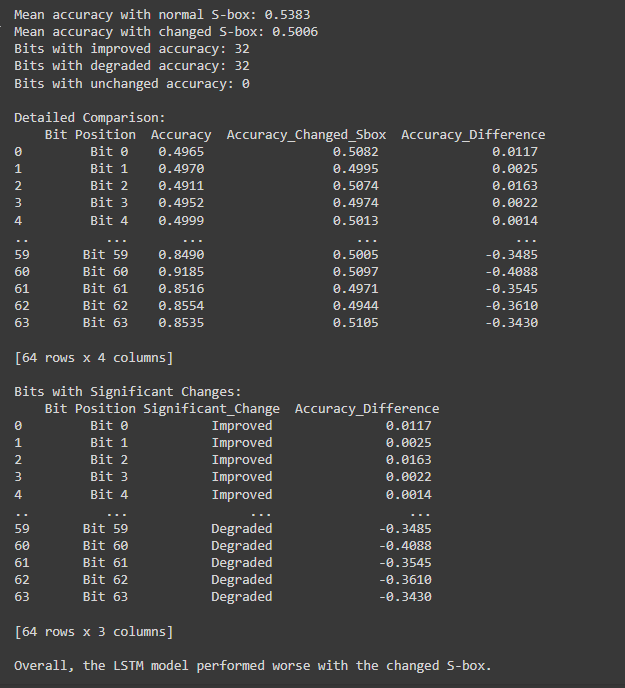 Mean accuracy with normal S-box: 0.5383
Mean accuracy with changed S-box: 0.5006
Bits with improved accuracy: 32
Bits with degraded accuracy: 32
Bits with unchanged accuracy: 0
Detailed Comparison:
Bit Position Accuracy Accuracy_Changed_Sbox Accuracy_Difference
0 Bit 0 0.4965 0.5082 0.0117
1 Bit 1 0.4970 0.4995 0.0025
2 Bit 2 0.4911 0.5074 0.0163
3 Bit 3 0.4952 0.4974 0.0022
4 Bit 4 0.4999 0.5013 0.0014
.. ... ... ... ...
59 Bit 59 0.8490 0.5005 -0.3485
60 Bit 60 0.9185 0.5097 -0.4088
61 Bit 61 0.8516 0.4971 -0.3545
62 Bit 62 0.8554 0.4944 -0.3610
63 Bit 63 0.8535 0.5105 -0.3430
[64 rows x 4 columns]
Bits with Significant Changes:
Bit Position Significant_Change Accuracy_Difference
0 Bit 0 Improved 0.0117
1 Bit 1 Improved 0.0025
2 Bit 2 Improved 0.0163
3 Bit 3 Improved 0.0022
4 Bit 4 Improved 0.0014
.. ... ... ...
59 Bit 59 Degraded -0.3485
60 Bit 60 Degraded -0.4088
61 Bit 61 Degraded -0.3545
62 Bit 62 Degraded -0.3610
63 Bit 63 Degraded -0.3430
[64 rows x 3 columns]
Overall, the LSTM model performed worse with the changed S-box.